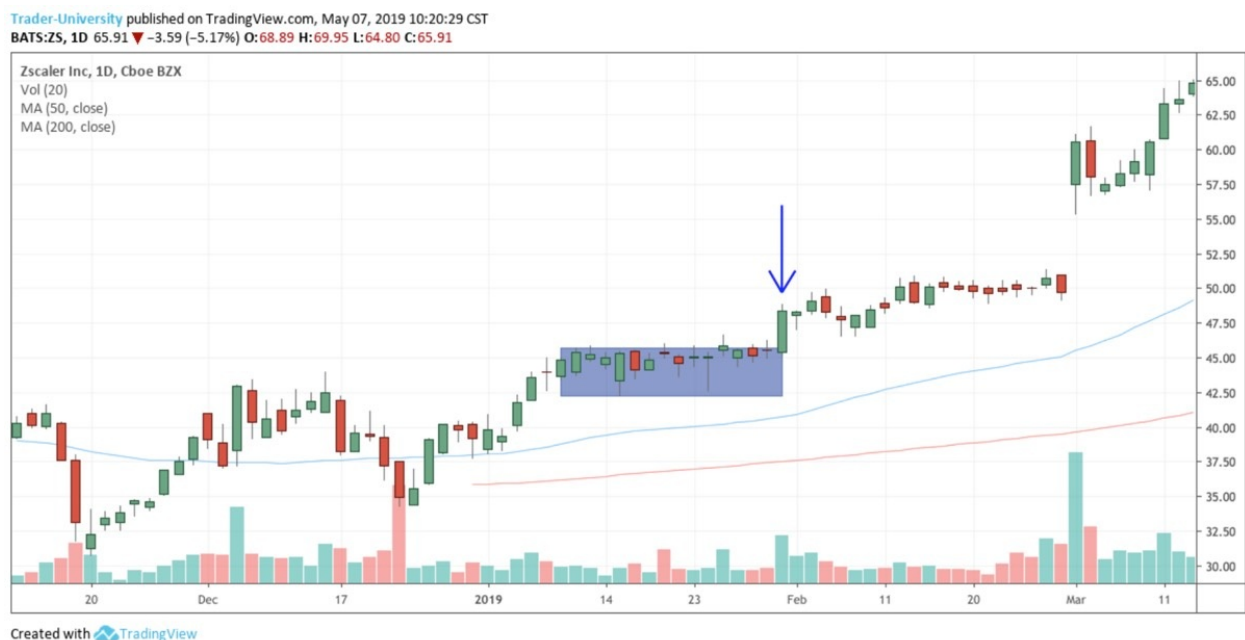 Trader-University published on TradingView.com, May 07, 2019 10:20:29 CST
BATS:ZS, 1D 65.91 ▼ −3.59 (−5.17%) O:68.89 H:69.95 L:64.80 C:65.91
Zscaler Inc, 1D, Cboe BZX
Vol (20)
MA (50, close)
MA (200, close)
65.00
62.50
60.00
57.50
55.00
52.50
50.00
47.50
45.00
42.50
40.00
37.50
35.00
32.50
30.00
20 Dec 17 2019 14 23 Feb 11 20 Mar 11
Created with TradingView